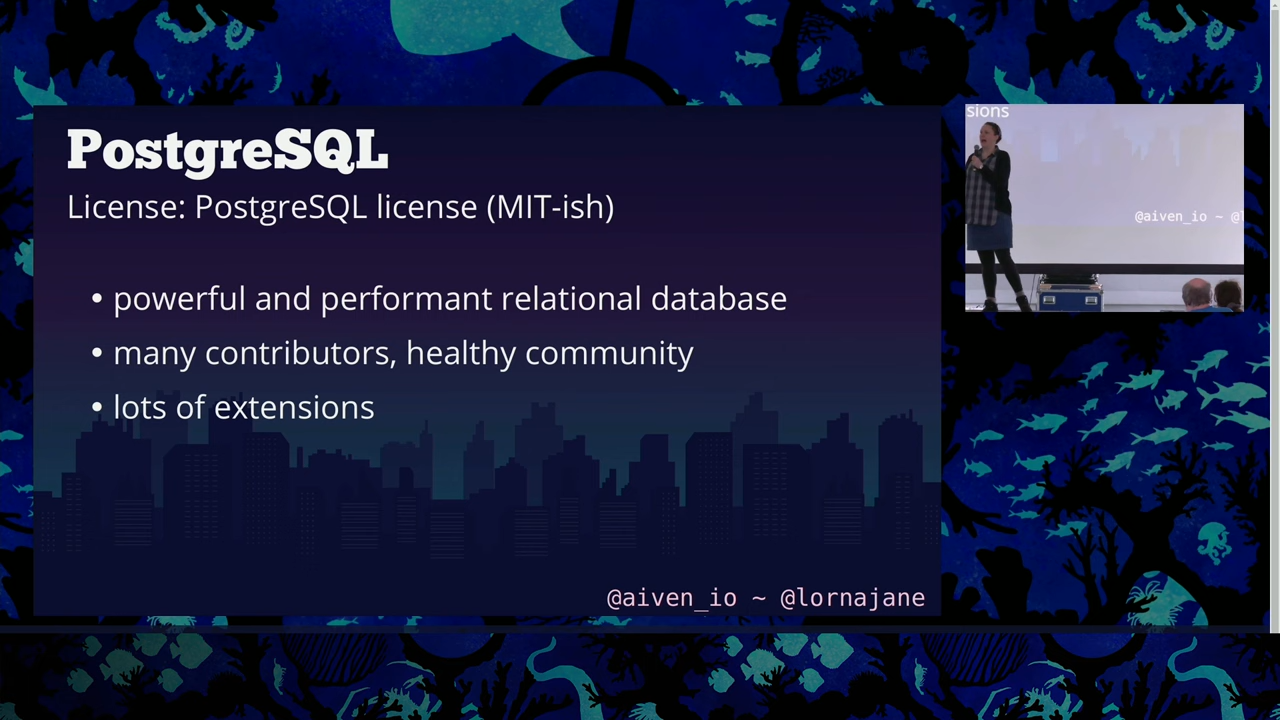 PostgreSQL
License: PostgreSQL license (MIT-ish)
• powerful and performant relational database
• many contributors, healthy community
• lots of extensions
@aiven_io ~ @lornajane
sions
@aiven_io ~ @l